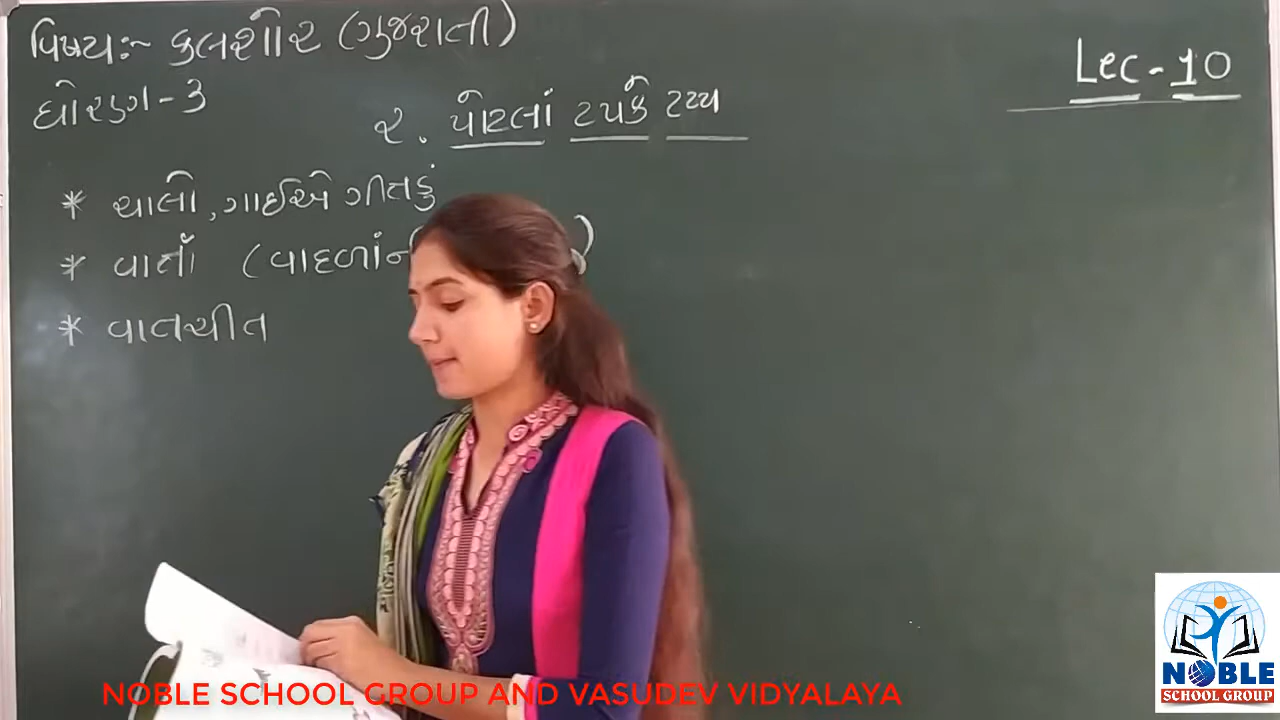 વિષય:- કલશોર (ગુજરાતી)
Lec-10
ધોરણ-3
૨. પોટલાં ટપકે ટપ્પ
* ચાલો, ગાઈએ ગીતડું
* વાર્તા (વાદળાંની )
* વાતચીત
NOBLE
SCHOOL GROUP
NOBLE SCHOOL GROUP AND VASUDEV VIDYALAYA